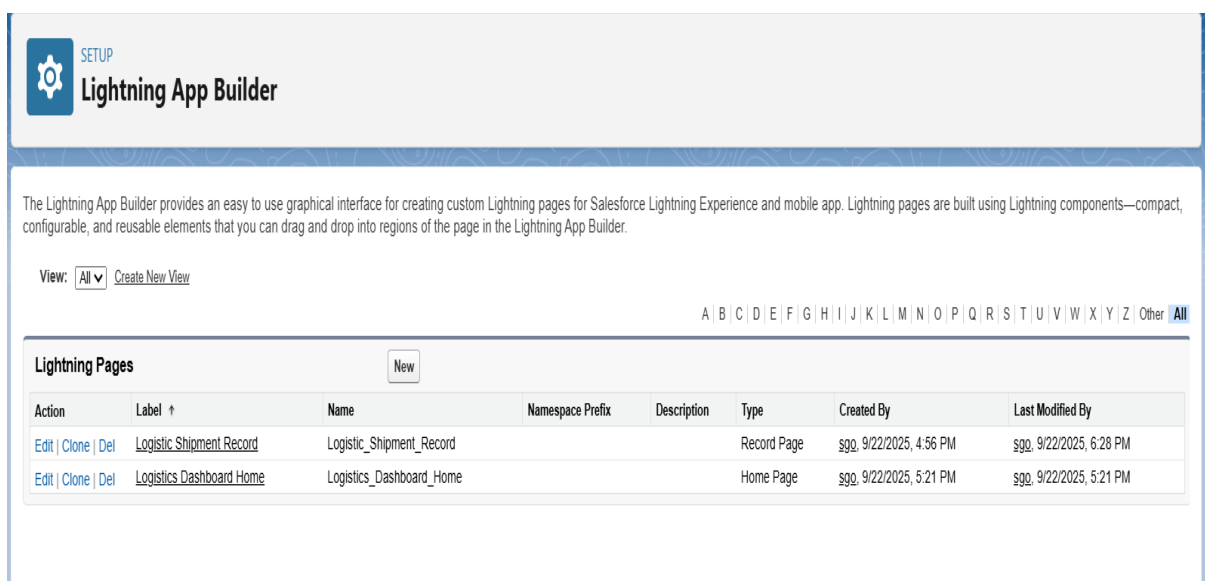 SETUP
Lightning App Builder
The Lightning App Builder provides an easy to use graphical interface for creating custom Lightning pages for Salesforce Lightning Experience and mobile app. Lightning pages are built using Lightning components—compact,
configurable, and reusable elements that you can drag and drop into regions of the page in the Lightning App Builder.
View: All Create New View
A | B | C | D | E | F | G | H | I | J | K | L | M | N | O | P | Q | R | S | T | U | V | W | X | Y | Z | Other All
Lightning Pages New
Action Label ↑ Name Namespace Prefix Description Type Created By Last Modified By
Edit | Clone | Del Logistic Shipment Record Logistic_Shipment_Record Record Page sgo, 9/22/2025, 4:56 PM sgo, 9/22/2025, 6:28 PM
Edit | Clone | Del Logistics Dashboard Home Logistics_Dashboard_Home Home Page sgo, 9/22/2025, 5:21 PM sgo, 9/22/2025, 5:21 PM